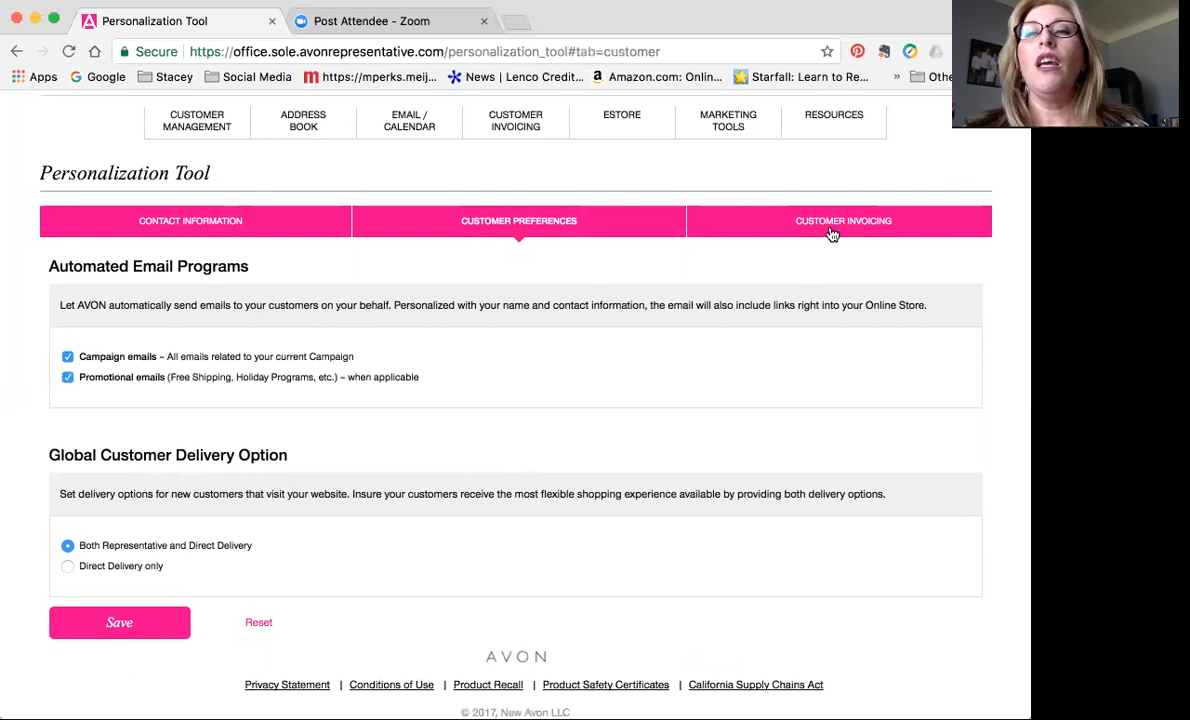 Personalization Tool
Post Attendee - Zoom
Secure https://office.sole.avonrepresentative.com/personalization_tool#tab=customer
Apps Google Stacey Social Media https://mperks.meij... News | Lenco Credit... Amazon.com: Onlin... Starfall: Learn to Re... » Othe
CUSTOMER MANAGEMENT
ADDRESS BOOK
EMAIL / CALENDAR
CUSTOMER INVOICING
ESTORE
MARKETING TOOLS
RESOURCES
Personalization Tool
CONTACT INFORMATION CUSTOMER PREFERENCES CUSTOMER INVOICING
Automated Email Programs
Let AVON automatically send emails to your customers on your behalf. Personalized with your name and contact information, the email will also include links right into your Online Store.
Campaign emails – All emails related to your current Campaign
Promotional emails (Free Shipping, Holiday Programs, etc.) – when applicable
Global Customer Delivery Option
Set delivery options for new customers that visit your website. Insure your customers receive the most flexible shopping experience available by providing both delivery options.
Both Representative and Direct Delivery
Direct Delivery only
Save Reset
AVON
Privacy Statement | Conditions of Use | Product Recall | Product Safety Certificates | California Supply Chains Act
© 2017, New Avon LLC